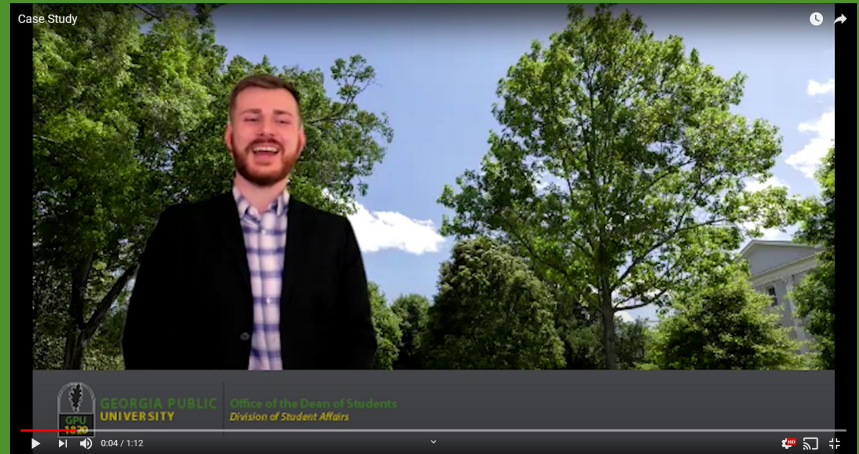 Case Study
GEORGIA PUBLIC
UNIVERSITY
Office of the Dean of Students
Division of Student Affairs
GPU
1820
0:04 / 1:12
HD